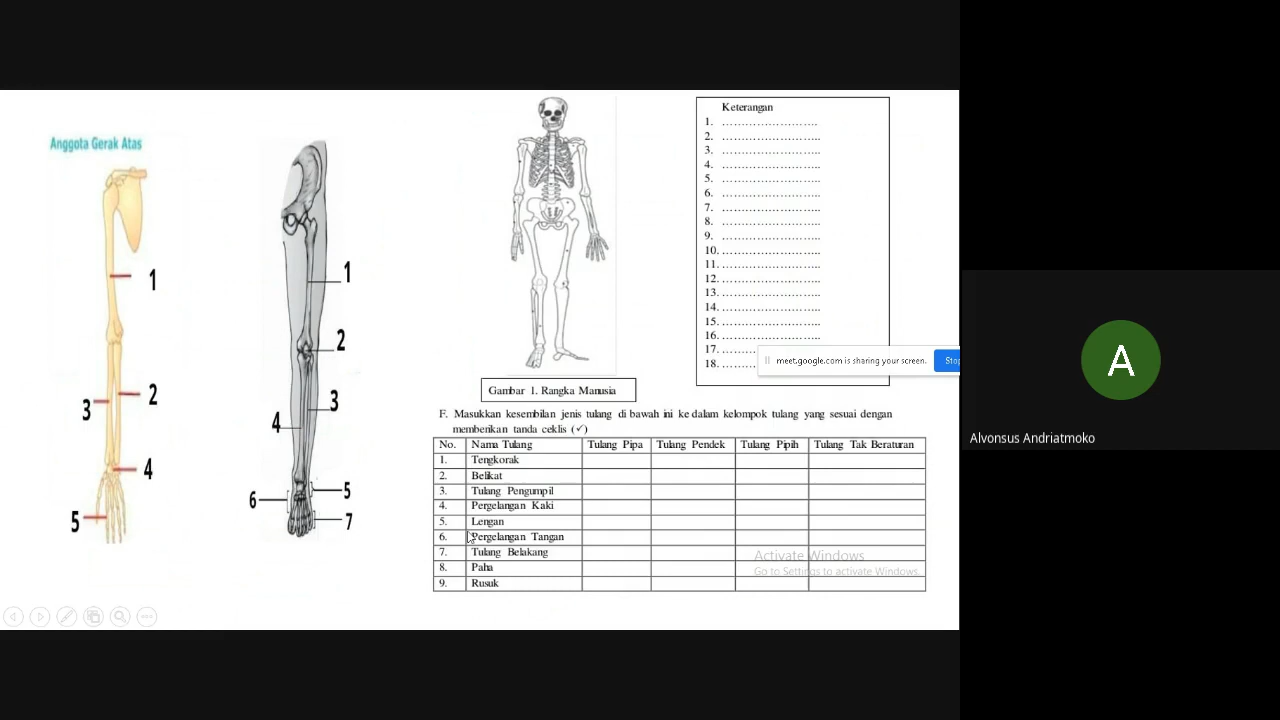 Anggota Gerak Atas
1
2
3
4
5
1
2
3
4
5
6
7
Gambar 1. Rangka Manusia
Keterangan
1. ……………………..
2. ……………………..
3. ……………………..
4. ……………………..
5. ……………………..
6. ……………………..
7. ……………………..
8. ……………………..
9. ……………………..
10. ……………………..
11. ……………………..
12. ……………………..
13. ……………………..
14. ……………………..
15. ……………………..
16. ……………………..
17. ………
18. ………
meet.google.com is sharing your screen.
F. Masukkan kesembilan jenis tulang di bawah ini ke dalam kelompok tulang yang sesuai dengan
memberikan tanda ceklis (✓)
No. Nama Tulang Tulang Pipa Tulang Pendek Tulang Pipih Tulang Tak Beraturan
1. Tengkorak
2. Belikat
3. Tulang Pengumpil
4. Pergelangan Kaki
5. Lengan
6. Pergelangan Tangan
7. Tulang Belakang
8. Paha
9. Rusuk
Activate Windows
Go to Settings to activate Windows.
A
Alvonsus Andriatmoko